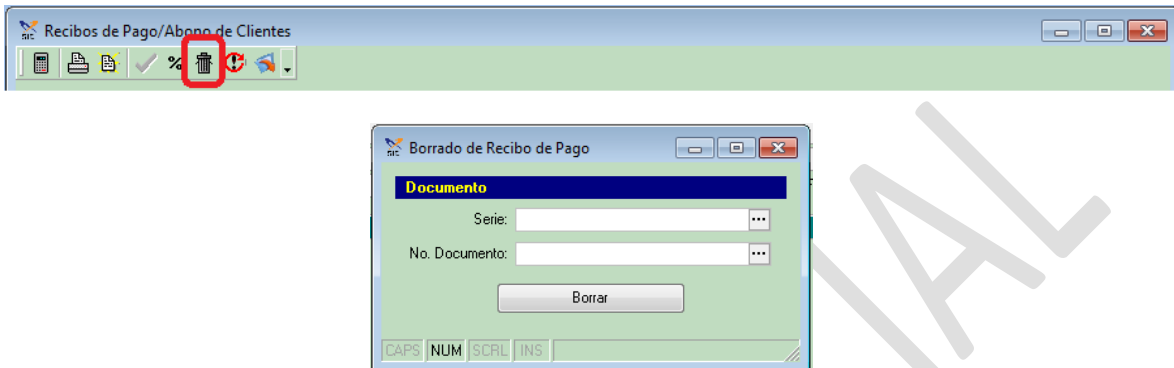 Recibos de Pago/Abono de Clientes
%
Borrado de Recibo de Pago
Documento
Serie:
...
No. Documento:
...
Borrar
CAPS NUM SCRL INS
IAL